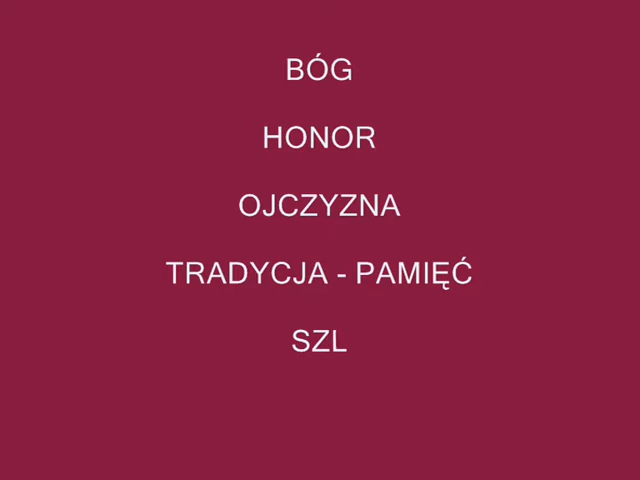 BÓG
HONOR
OJCZYZNA
TRADYCJA - PAMIĘĆ
SZL